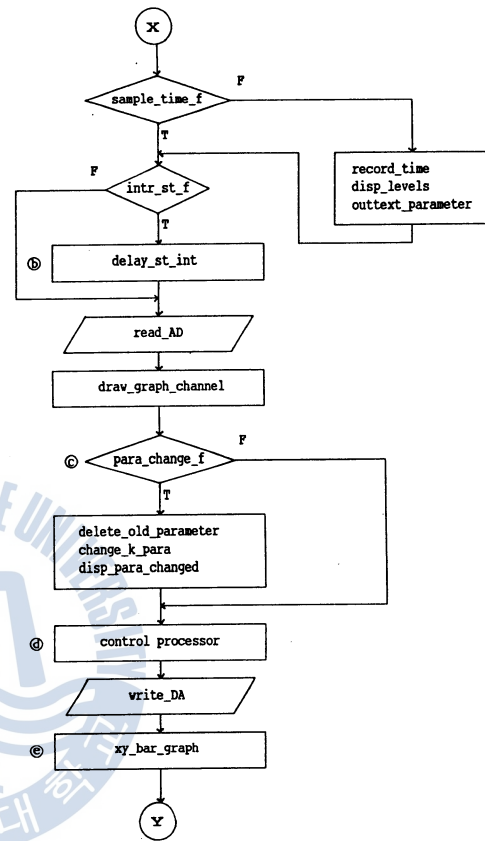 X
sample_time_f
F
T
record_time
disp_levels
outtext_parameter
F
intr_st_f
T
ⓑ delay_st_int
read_AD
draw_graph_channel
F
ⓒ para_change_f
T
delete_old_parameter
change_k_para
disp_para_changed
ⓓ control processor
write_DA
ⓔ xy_bar_graph
Y